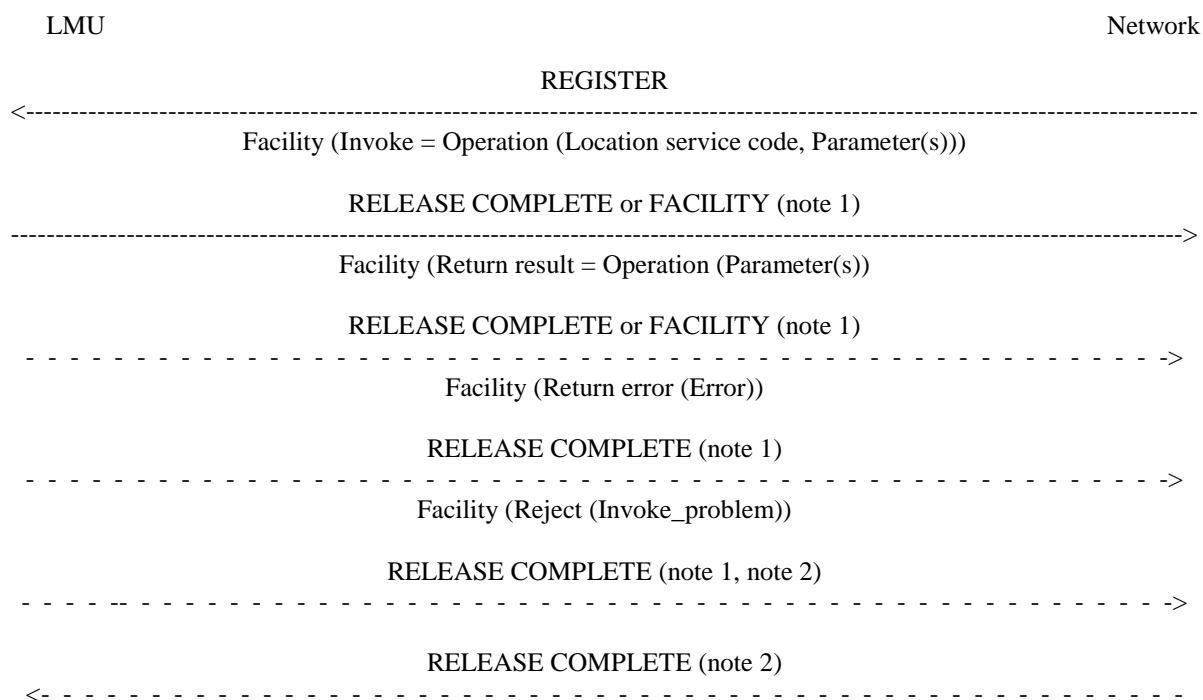 LMU Network
REGISTER
<------------------------------------------------------------------------------------------------------------------------------------
Facility (Invoke = Operation (Location service code, Parameter(s)))
RELEASE COMPLETE or FACILITY (note 1)
------------------------------------------------------------------------------------------------------------------------------------>
Facility (Return result = Operation (Parameter(s))
RELEASE COMPLETE or FACILITY (note 1)
- - - - - - - - - - - - - - - - - - - - - - - - - - - - - - - - - - - - - - - - - - - - - - - - - - - ->
Facility (Return error (Error))
RELEASE COMPLETE (note 1)
- - - - - - - - - - - - - - - - - - - - - - - - - - - - - - - - - - - - - - - - - - - - - - - - - - - ->
Facility (Reject (Invoke_problem))
RELEASE COMPLETE (note 1, note 2)
- - - - -- - - - - - - - - - - - - - - - - - - - - - - - - - - - - - - - - - - - - - - - - - - - - - - ->
RELEASE COMPLETE (note 2)
<- - - - - - - - - - - - - - - - - - - - - - - - - - - - - - - - - - - - - - - - - - - - - - - - - - - -